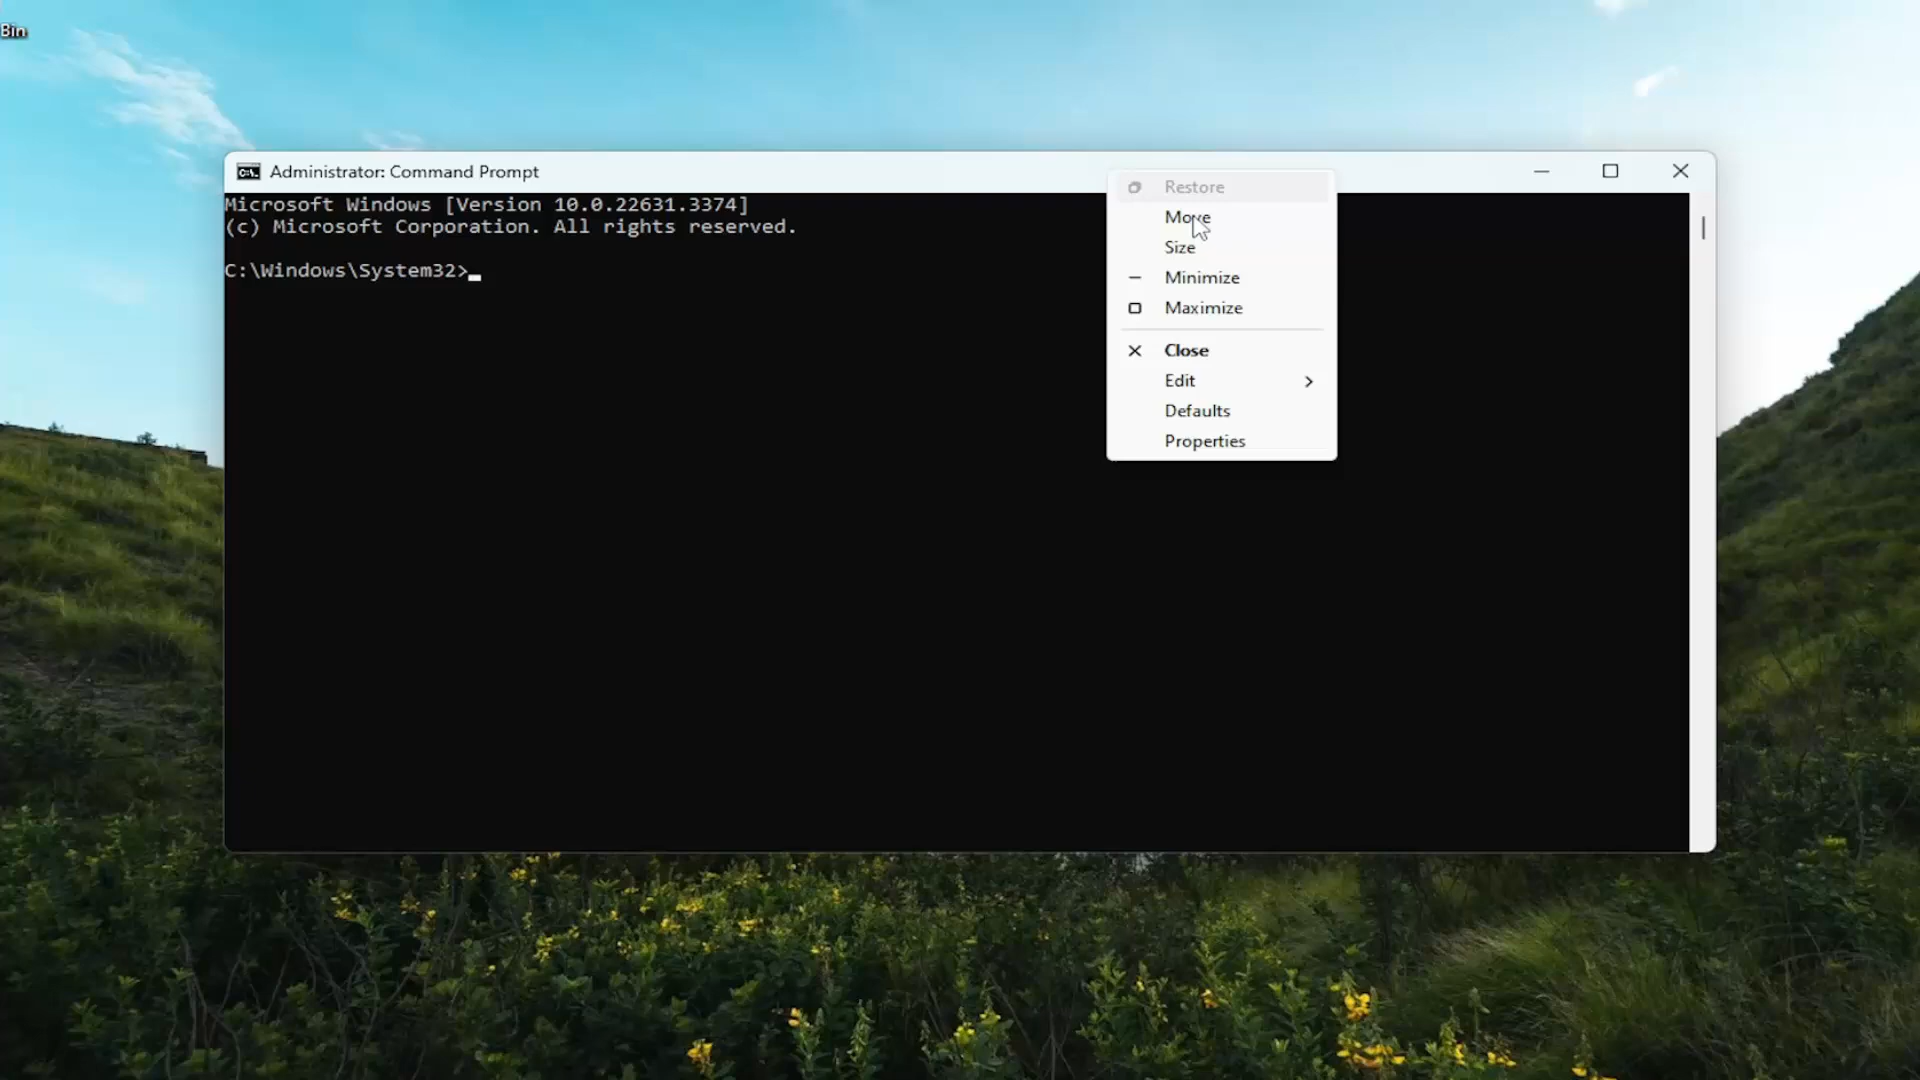 Bin
Administrator: Command Prompt
Microsoft Windows [Version 10.0.22631.3374]
(c) Microsoft Corporation. All rights reserved.
C:\Windows\System32>
Restore
Move
Size
Minimize
Maximize
Close
Edit
Defaults
Properties